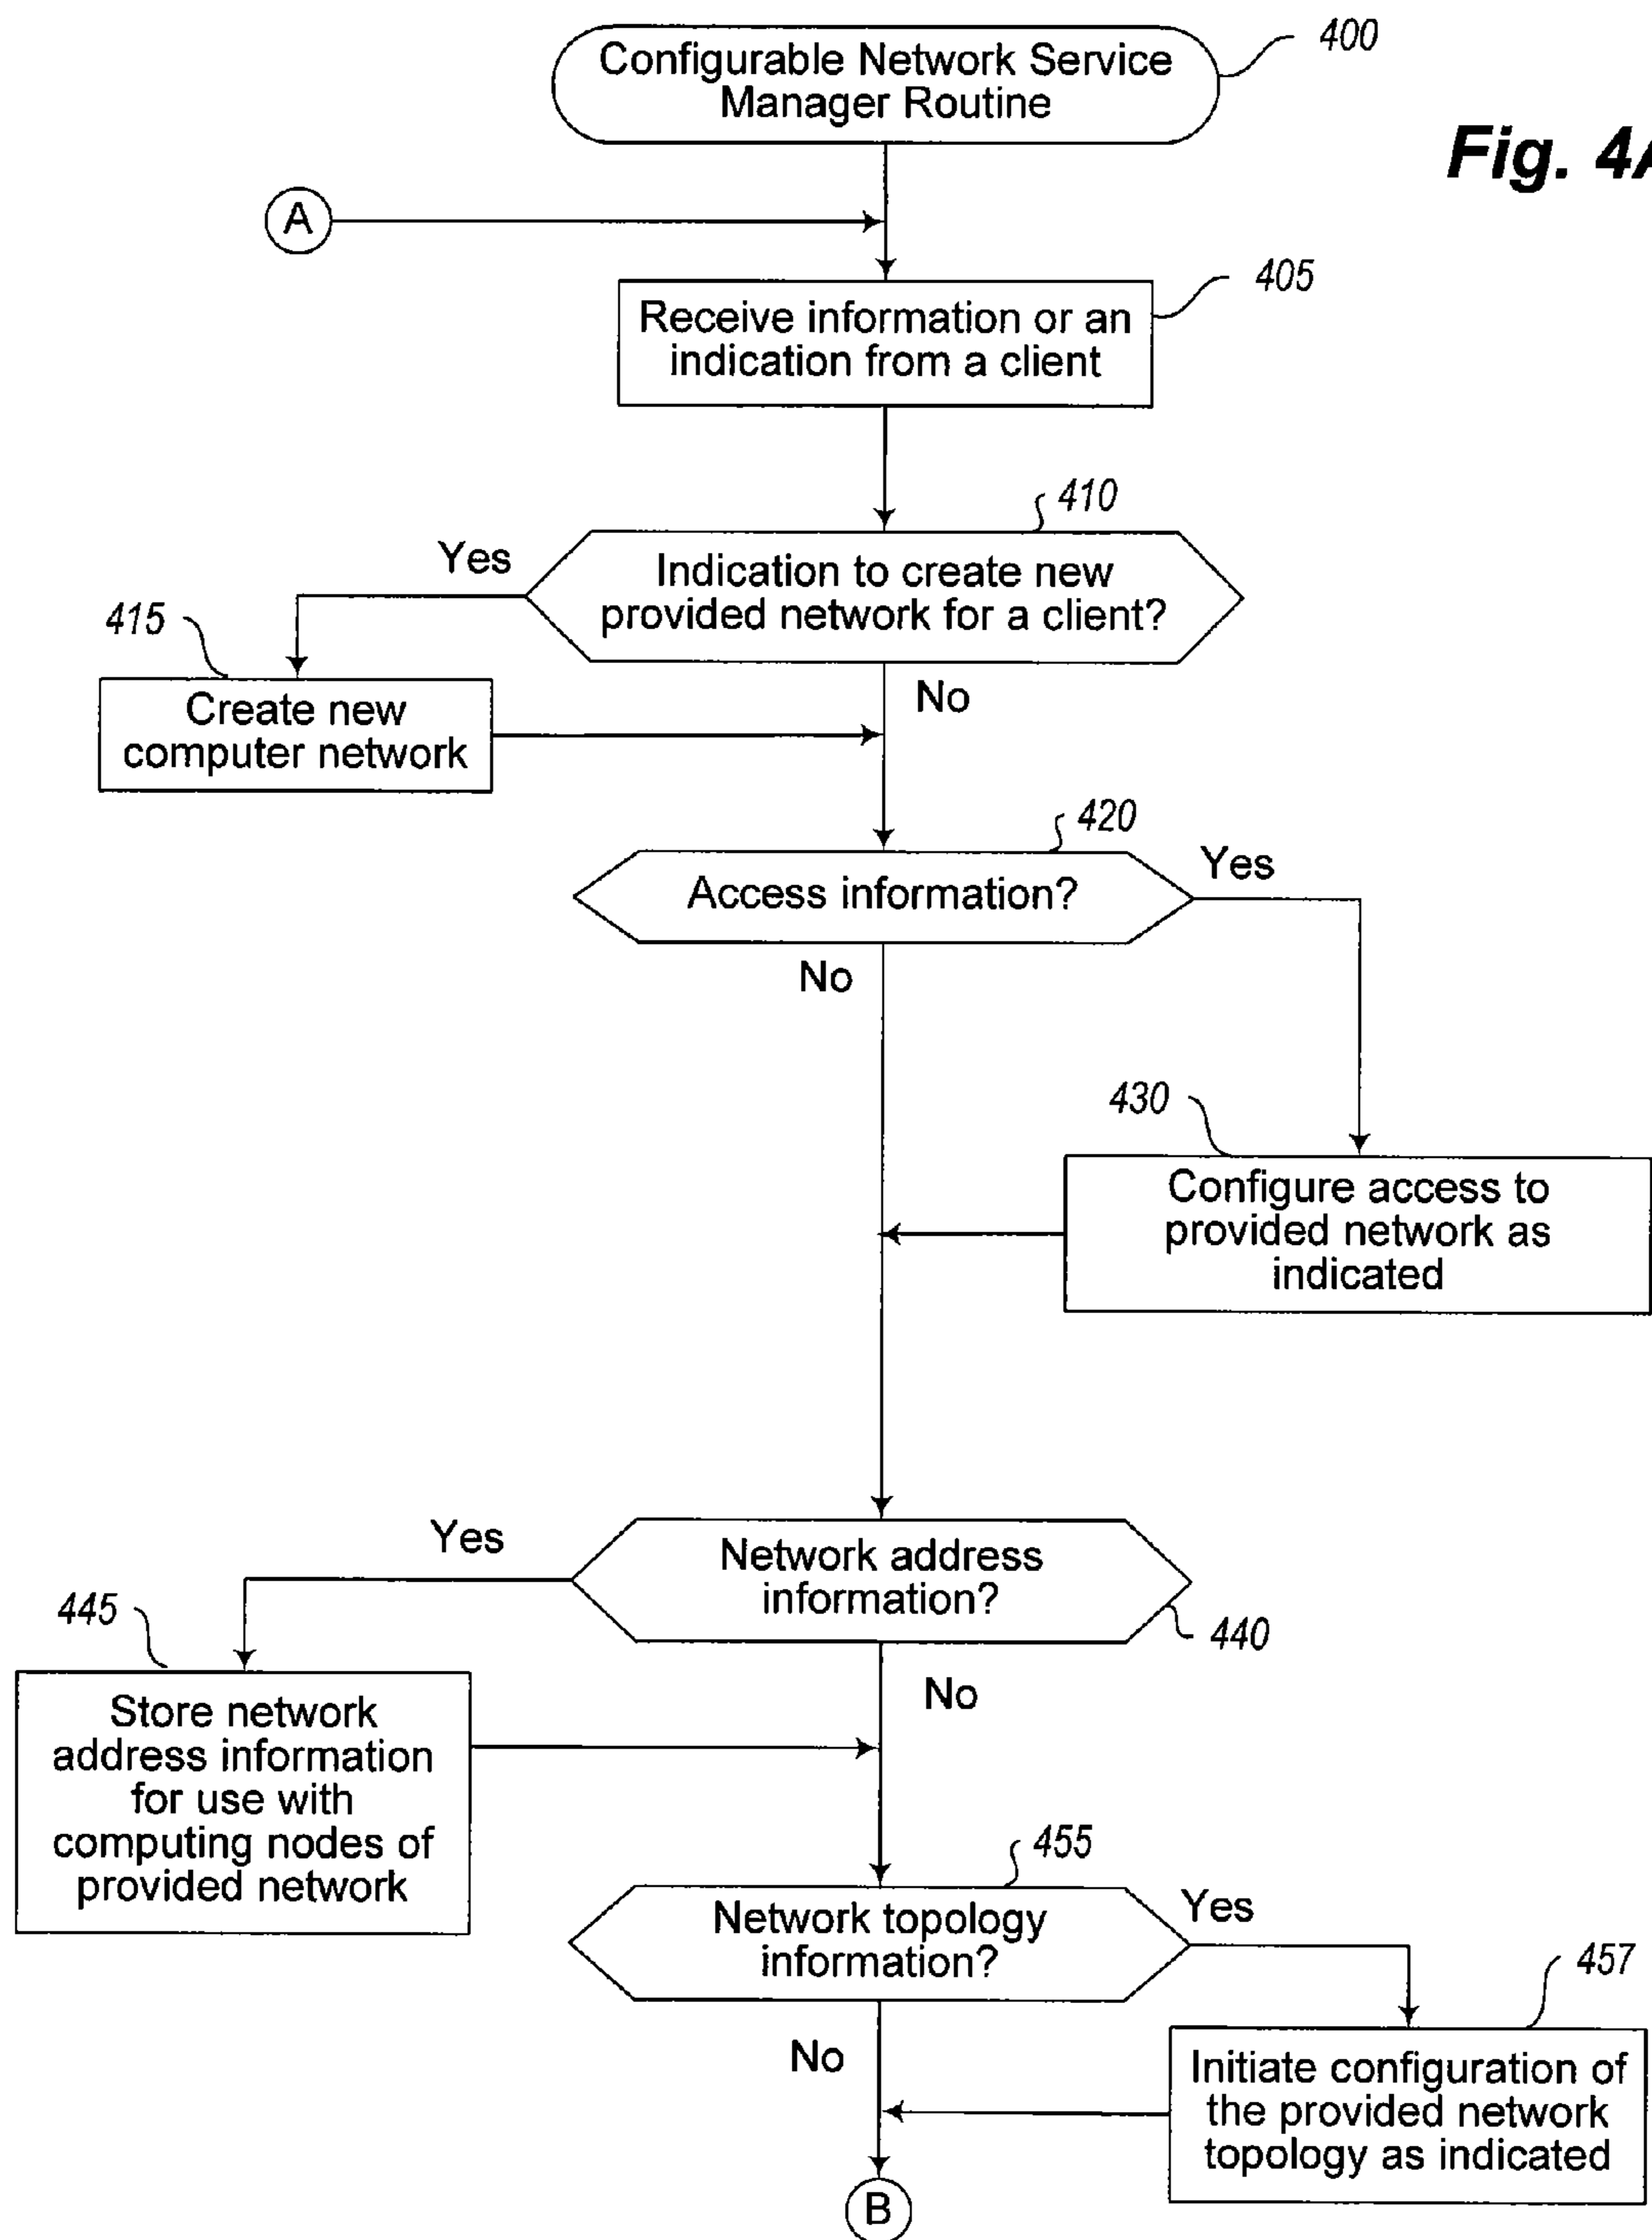 400
Configurable Network Service
Manager Routine
Fig. 4A
A
405
Receive information or an
indication from a client
410
Yes
Indication to create new
provided network for a client?
415
No
Create new
computer network
420
Yes
Access information?
No
430
Configure access to
provided network as
indicated
Yes
Network address
information?
445
440
No
Store network
address information
for use with
computing nodes of
provided network
455
Yes
Network topology
information?
457
No
Initiate configuration of
the provided network
topology as indicated
B